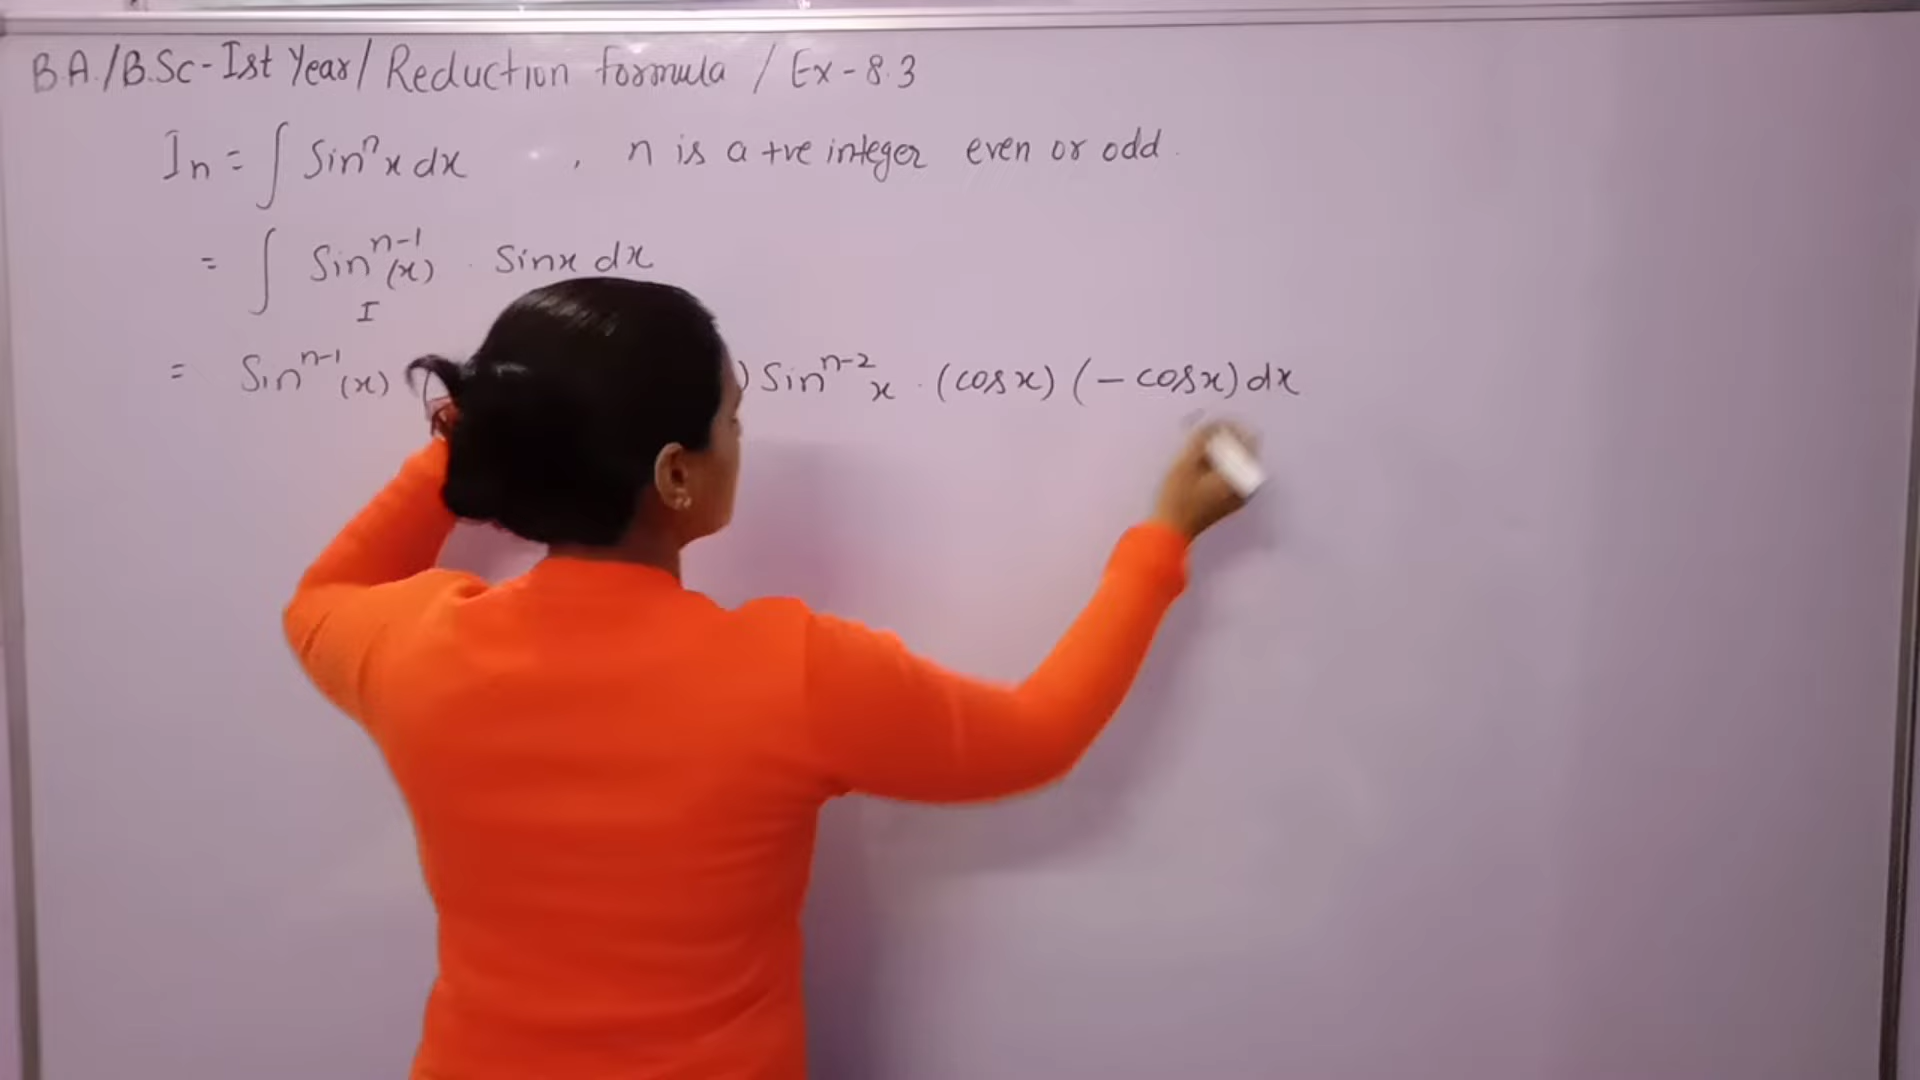 B.A./B.Sc-Ist Year/ Reduction formula / Ex-8.3
In = ∫ Sinⁿx dx , n is a +ve integer even or odd.
= ∫ Sinⁿ⁻¹(x) . Sinx dx
I
= Sinⁿ⁻¹(x) ( ) Sinⁿ⁻²x . (cosx) (-cosx) dx